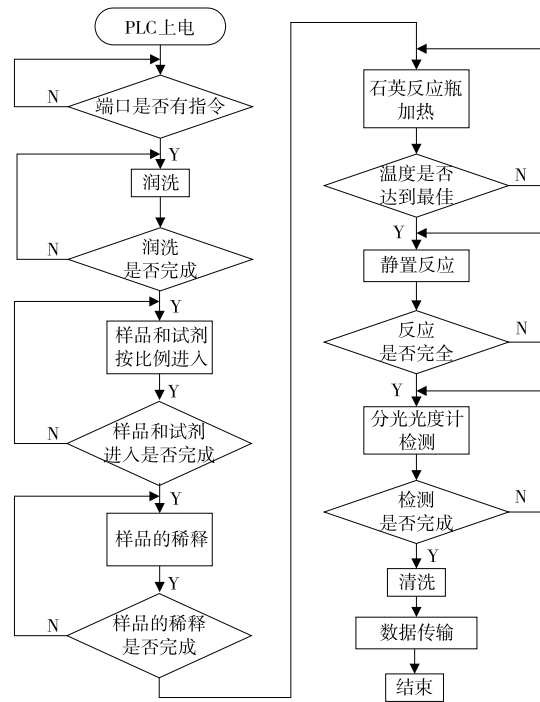 PLC上电
端口是否有指令
N
Y
润洗
润洗
是否完成
N
Y
样品和试剂
按比例进入
Y
样品和试剂
进入是否完成
N
Y
样品的稀释
Y
样品的稀释
是否完成
N
石英反应瓶
加热
温度是否
达到最佳
N
Y
静置反应
反应
是否完全
N
Y
分光光度计
检测
检测
是否完成
N
Y
清洗
数据传输
结束